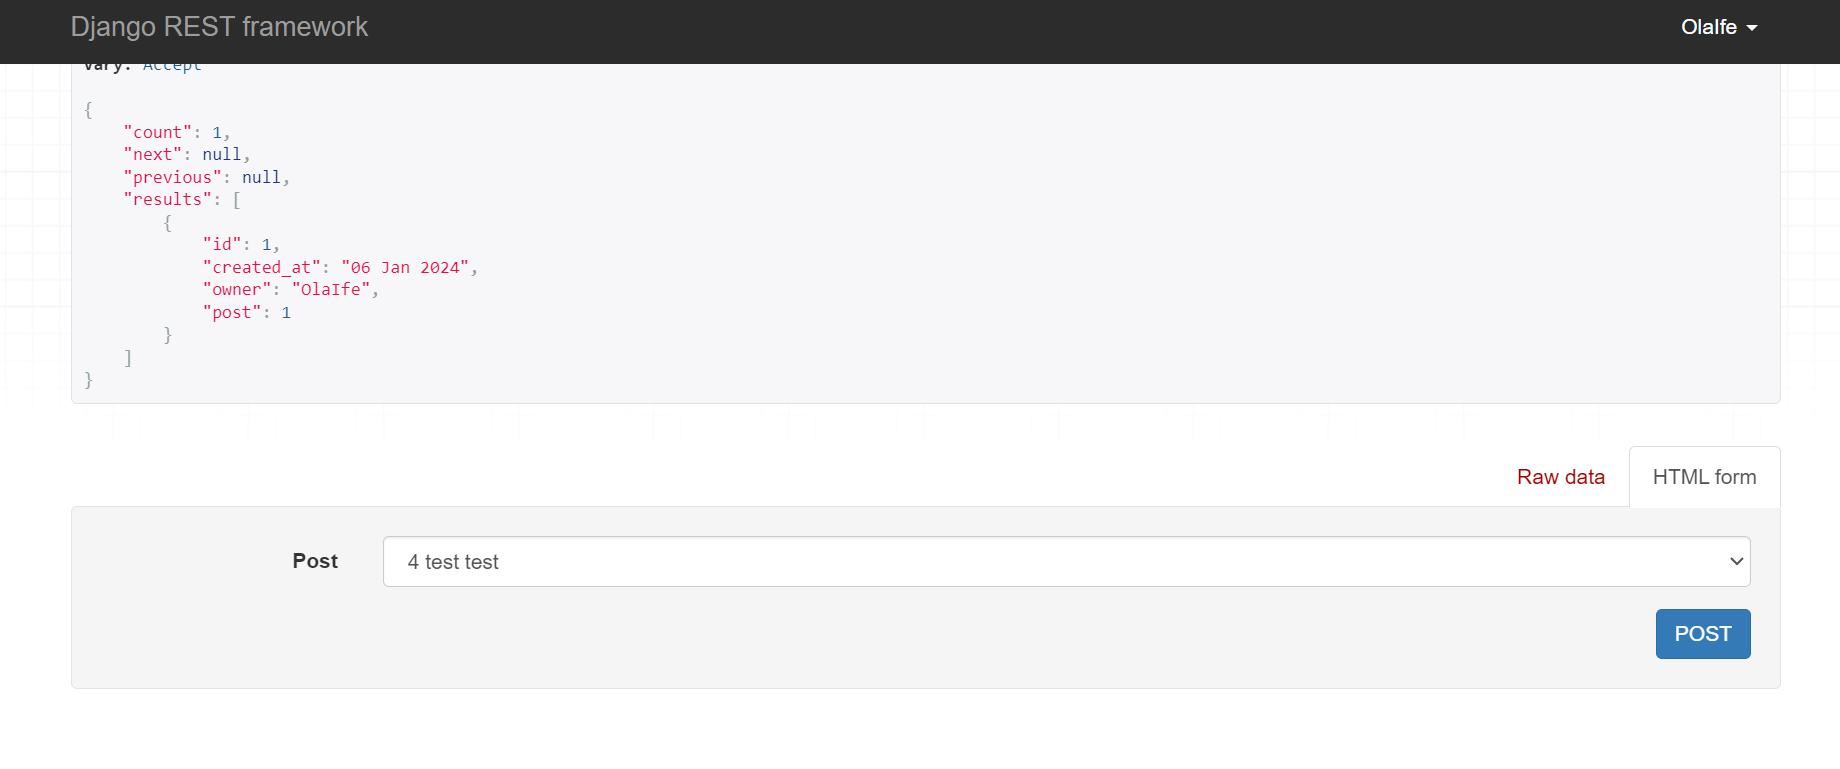 Django REST framework
OlaIfe
Vary: Accept
{
    "count": 1,
    "next": null,
    "previous": null,
    "results": [
        {
            "id": 1,
            "created_at": "06 Jan 2024",
            "owner": "OlaIfe",
            "post": 1
        }
    ]
}
Raw data
HTML form
Post
4 test test
POST